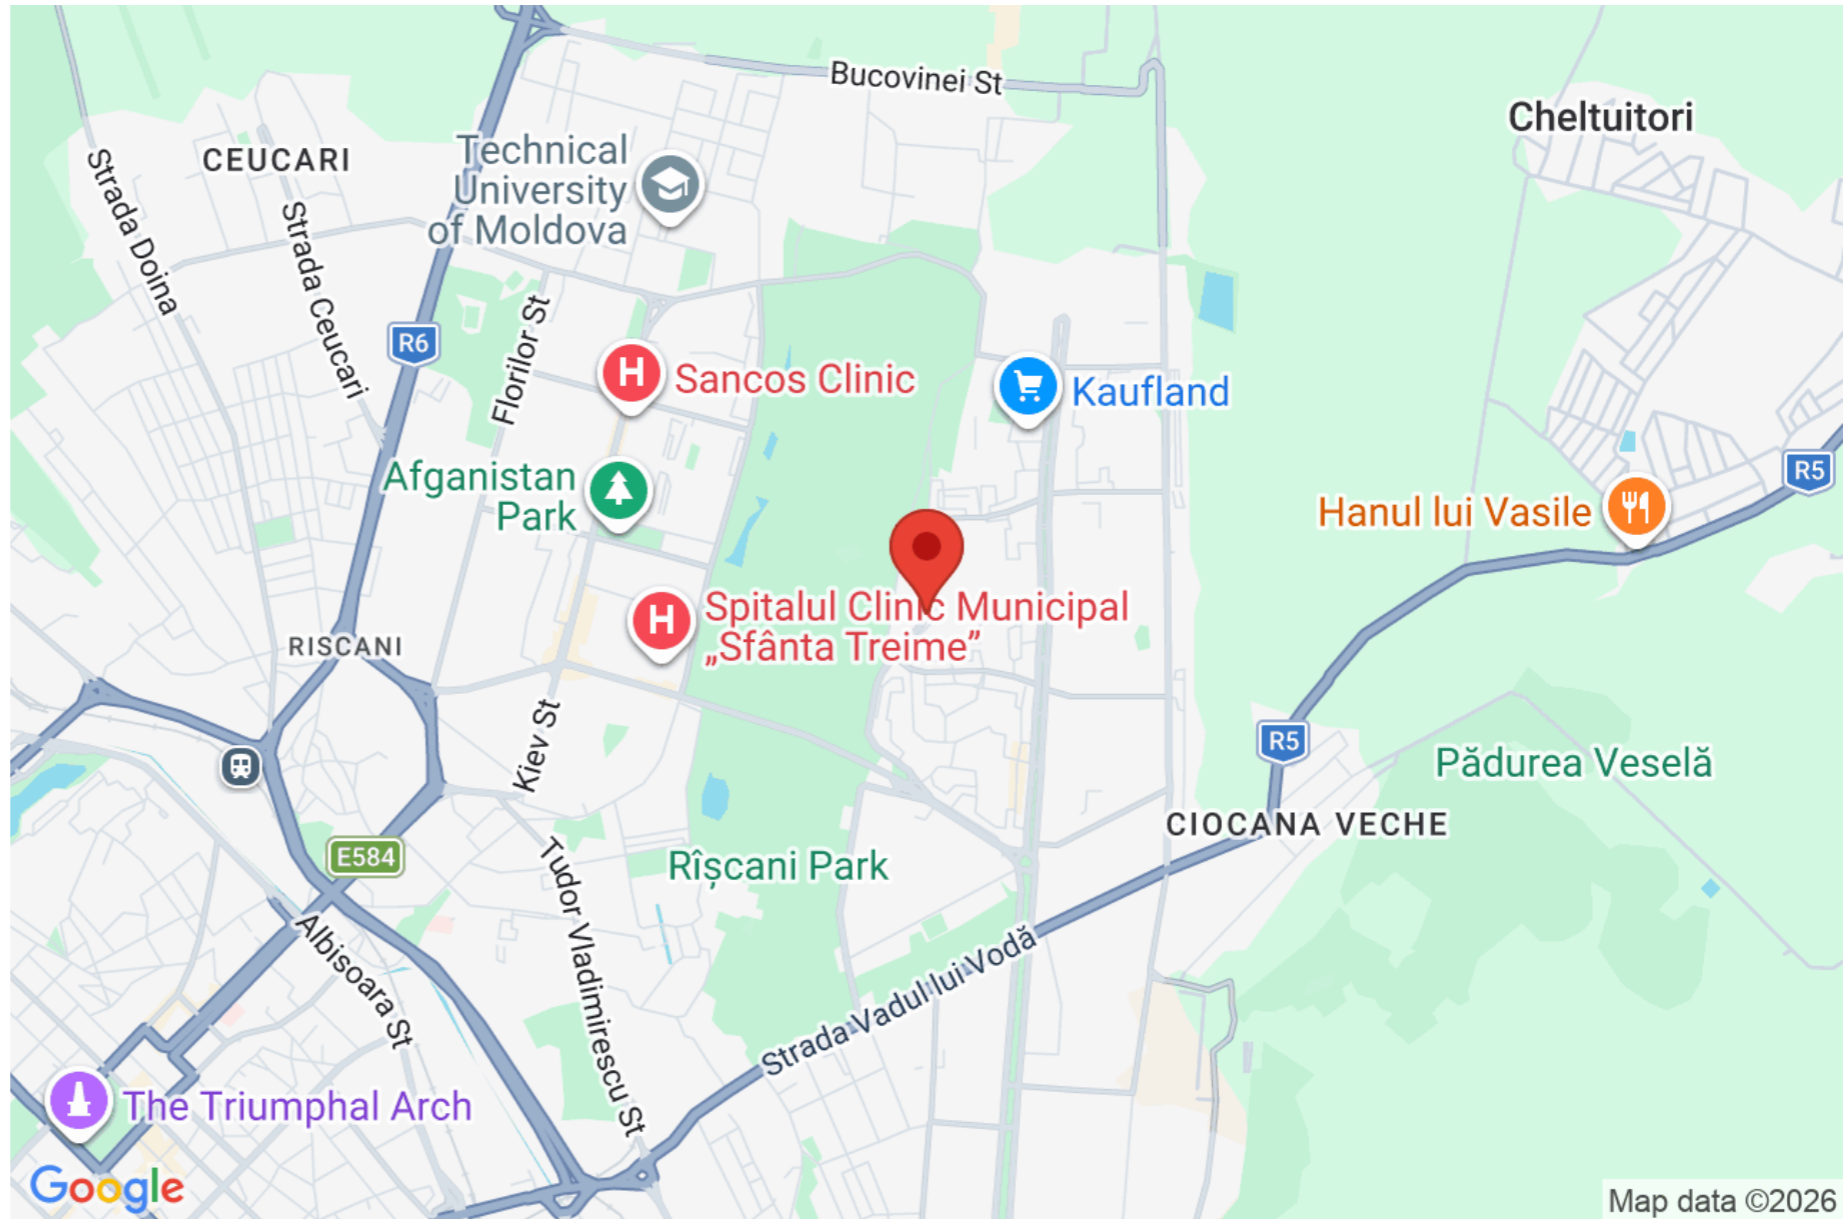 Bucovinei St
Cheltuitori
CEUCARI
Technical
University
of Moldova
Strada Doina
Strada Ceucari
Florilor St
R6
H
Sancos Clinic
Kaufland
Afganistan
Park
R5
Hanul lui Vasile
H
Spitalul Clinic Municipal
„Sfânta Treime”
RISCANI
Kiev St
R5
Pădurea Veselă
CIOCANA VECHE
E584
Rîșcani Park
Tudor Vladimirescu St
Albisoara St
Strada Vadul lui Vodă
The Triumphal Arch
Google
Map data ©2026